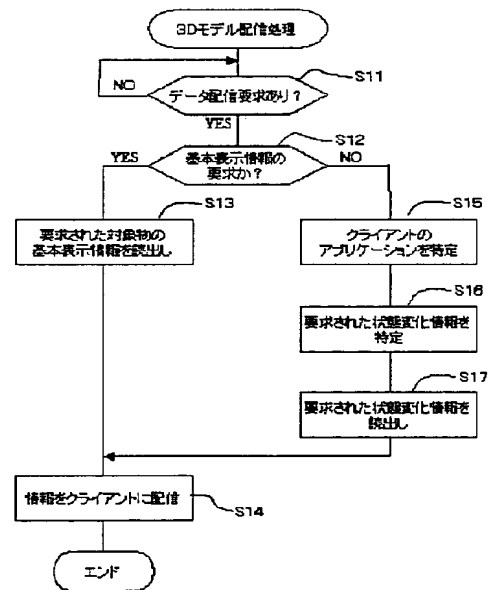 3Dモデル配信処理
S11
NO
データ配信要求あり？
YES
S12
YES
基本表示情報の
要求か？
NO
S13
要求された対象物の
基本表示情報を読出し
S15
クライアントの
アプリケーションを特定
S16
要求された状態変化情報を
特定
S17
要求された状態変化情報を
読出し
情報をクライアントに配信
S14
エンド